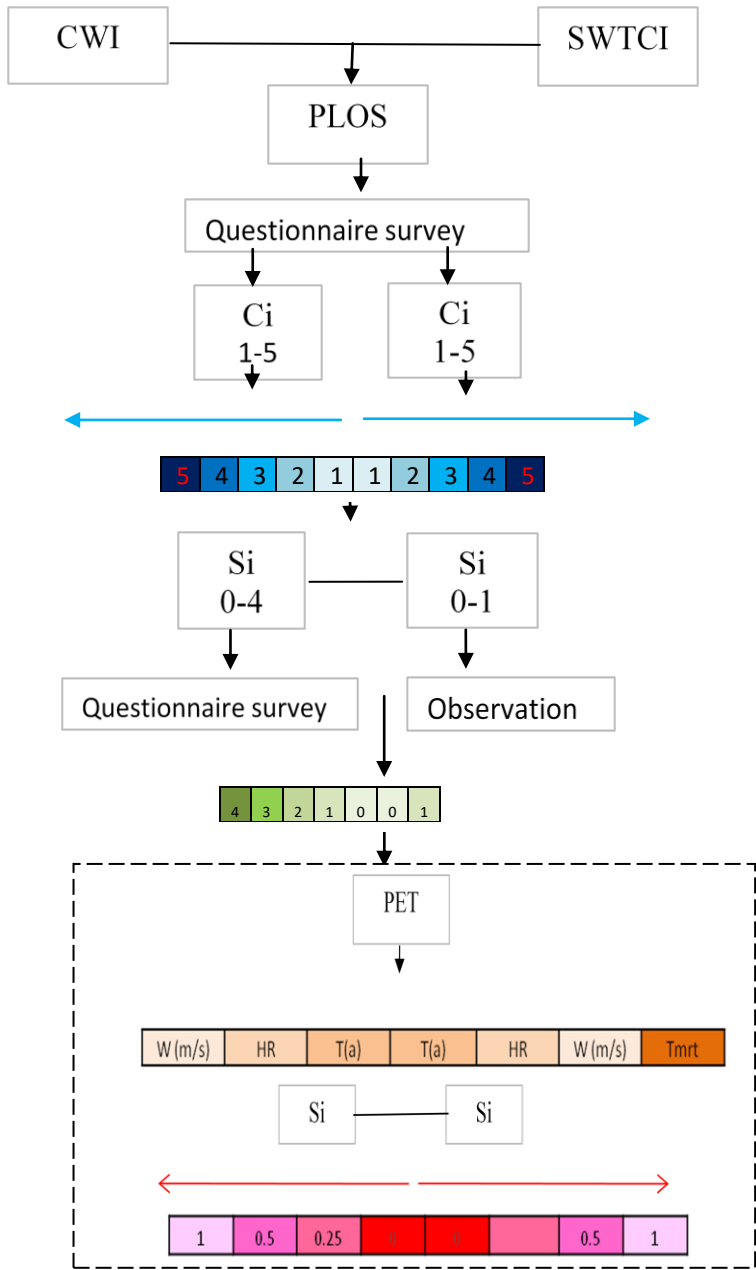 CWI SWTCI
PLOS
Questionnaire survey
Ci Ci
1-5 1-5
5 4 3 2 1 1 2 3 4 5
Si Si
0-4 0-1
Questionnaire survey Observation
4 3 2 1 0 0 1
PET
W (m/s) HR T(a) T(a) HR W (m/s) Tmrt
Si Si
1 0.5 0.25 0 0 0.5 1